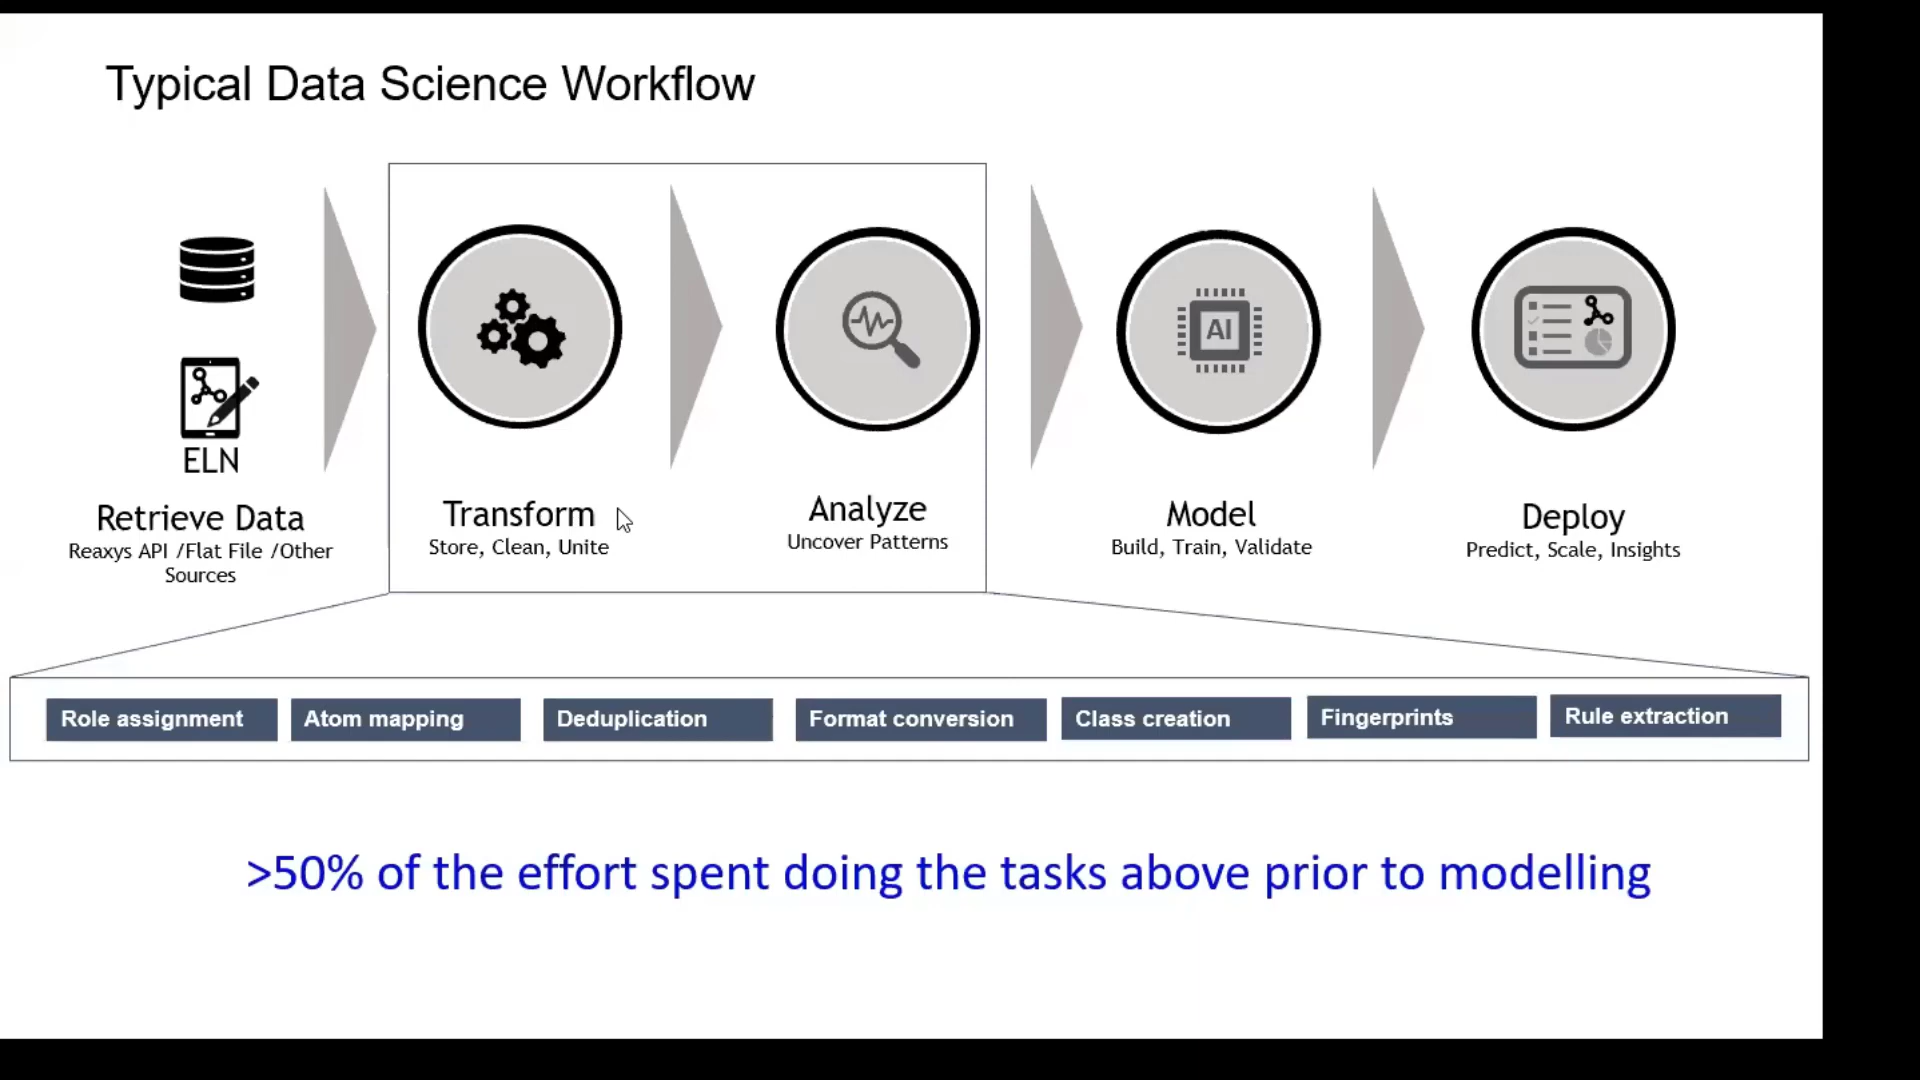 Typical Data Science Workflow
ELN
Retrieve Data
Reaxys API /Flat File /Other
Sources
Transform
Store, Clean, Unite
Analyze
Uncover Patterns
AI
Model
Build, Train, Validate
Deploy
Predict, Scale, Insights
Role assignment
Atom mapping
Deduplication
Format conversion
Class creation
Fingerprints
Rule extraction
>50% of the effort spent doing the tasks above prior to modelling